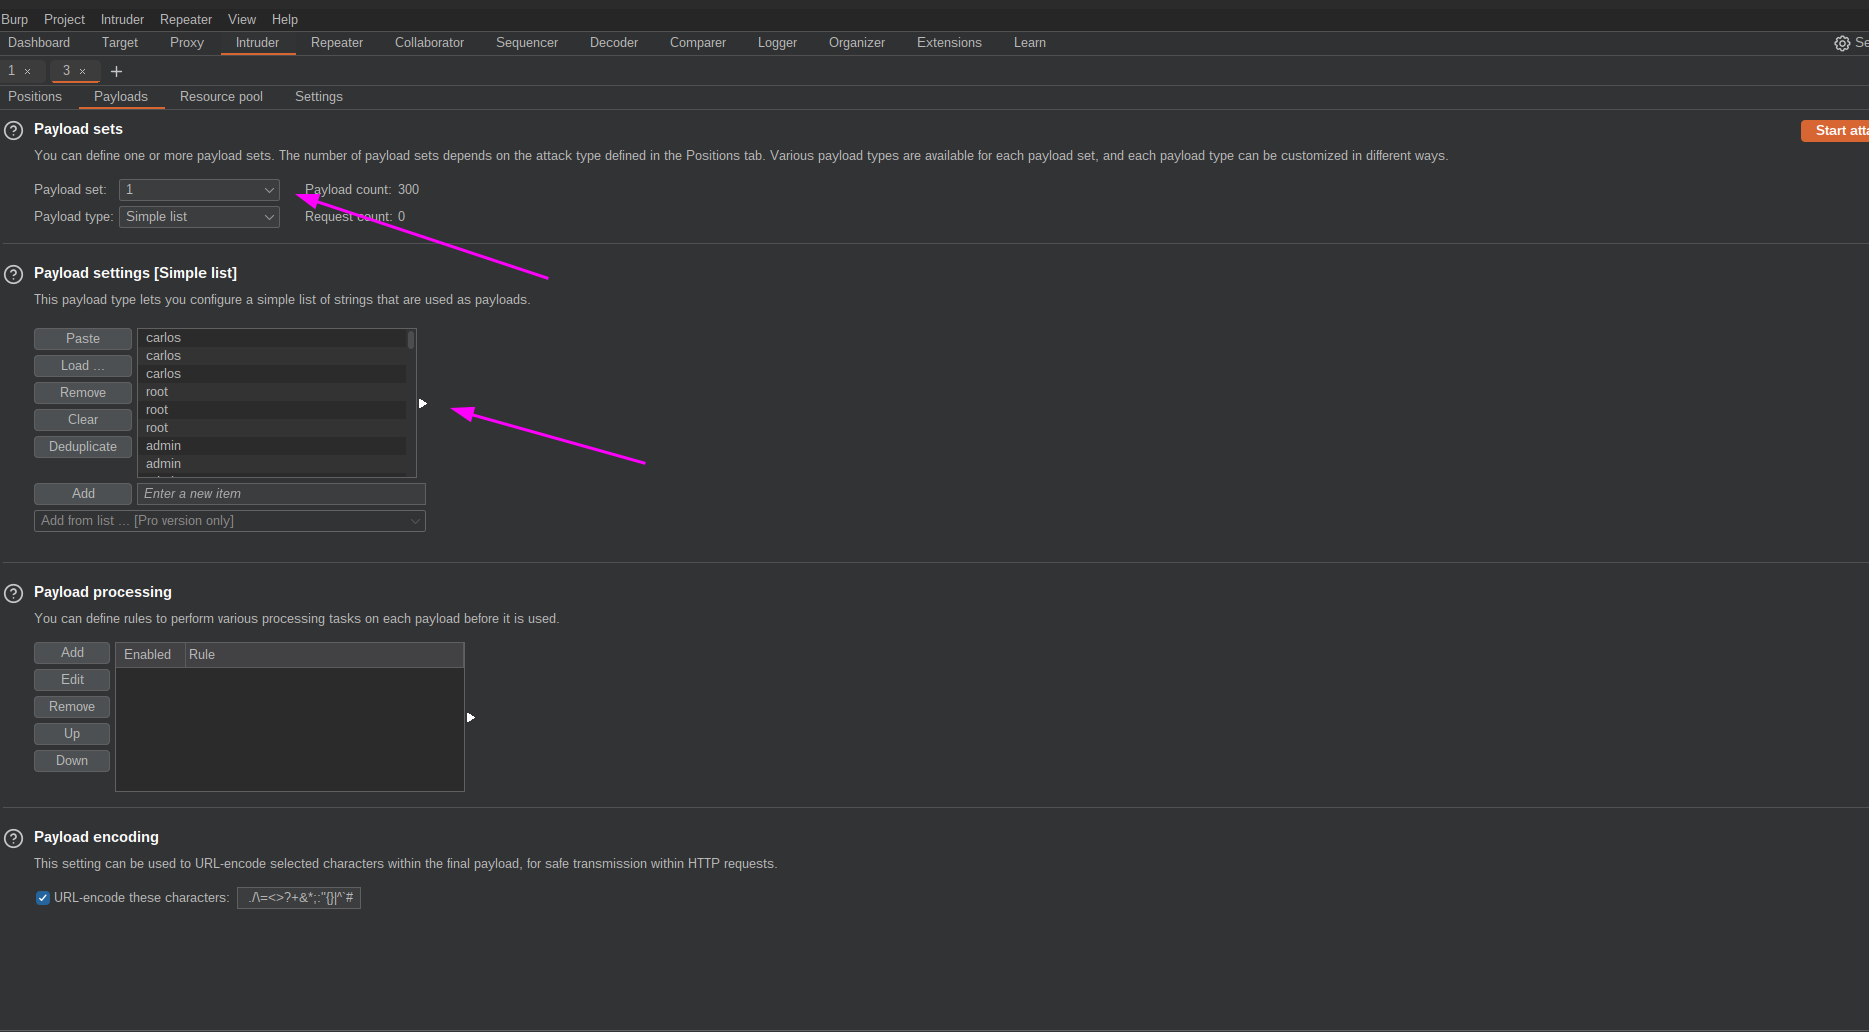 Burp Project Intruder Repeater View Help
Dashboard Target Proxy Intruder Repeater Collaborator Sequencer Decoder Comparer Logger Organizer Extensions Learn
1 × 3 × +
Positions Payloads Resource pool Settings
Payload sets
Start atta
You can define one or more payload sets. The number of payload sets depends on the attack type defined in the Positions tab. Various payload types are available for each payload set, and each payload type can be customized in different ways.
Payload set: 1 Payload count: 300
Payload type: Simple list Request count: 0
Payload settings [Simple list]
This payload type lets you configure a simple list of strings that are used as payloads.
Paste
Load ...
Remove
Clear
Deduplicate
carlos
carlos
carlos
root
root
root
admin
admin
Add Enter a new item
Add from list ... [Pro version only]
Payload processing
You can define rules to perform various processing tasks on each payload before it is used.
Add
Edit
Remove
Up
Down
Enabled Rule
Payload encoding
This setting can be used to URL-encode selected characters within the final payload, for safe transmission within HTTP requests.
URL-encode these characters: ./\=<>?+&*;:"{}|^`#